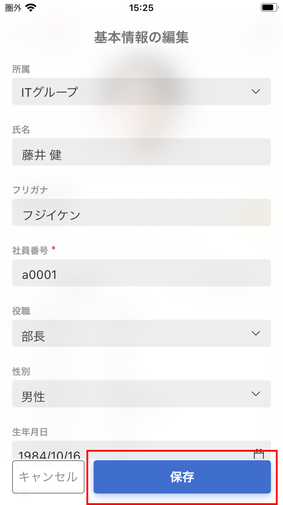 圏外 15:25
基本情報の編集
所属
ITグループ
氏名
藤井 健
フリガナ
フジイケン
社員番号 *
a0001
役職
部長
性別
男性
生年月日
1984/10/16
キャンセル 保存